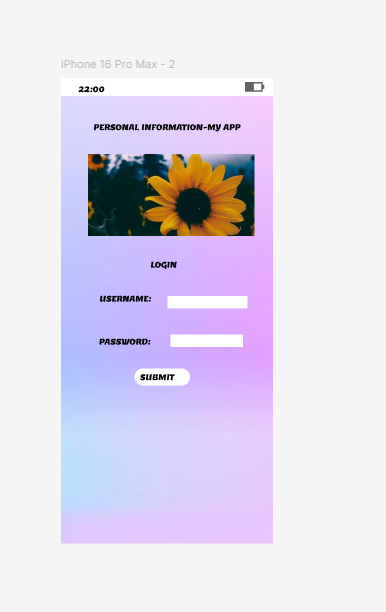 iPhone 16 Pro Max - 2
22:00
PERSONAL INFORMATION-MY APP
LOGIN
USERNAME:
PASSWORD:
SUBMIT